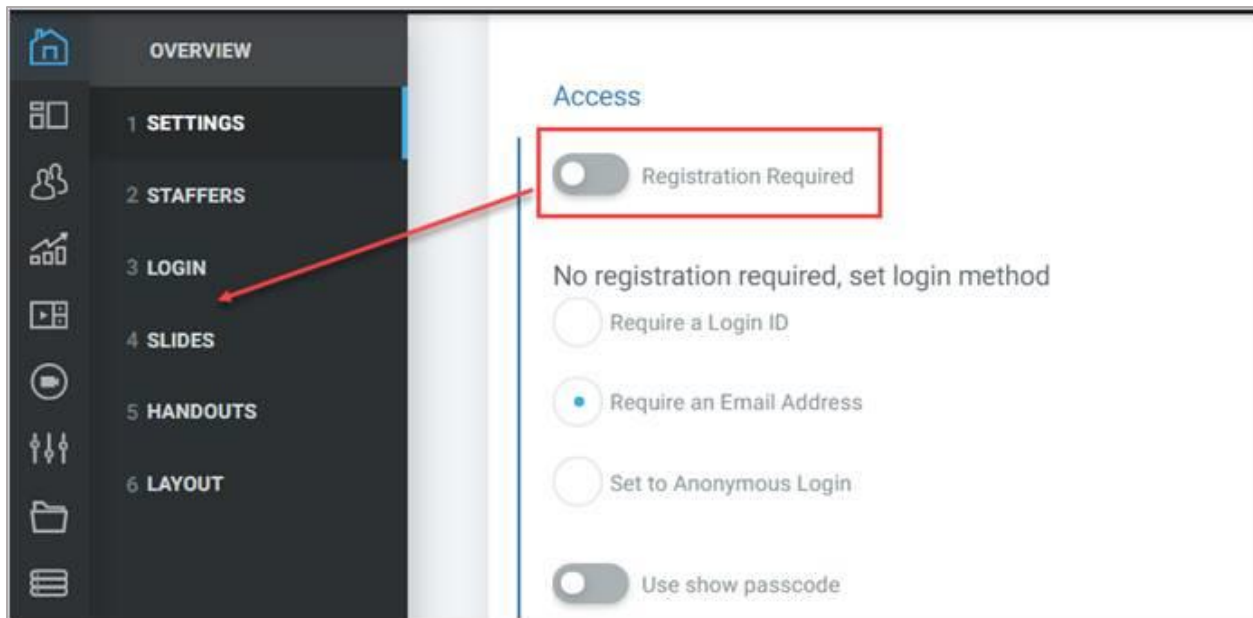 OVERVIEW
1 SETTINGS
2 STAFFERS
3 LOGIN
4 SLIDES
5 HANDOUTS
6 LAYOUT
Access
Registration Required
No registration required, set login method
Require a Login ID
Require an Email Address
Set to Anonymous Login
Use show passcode